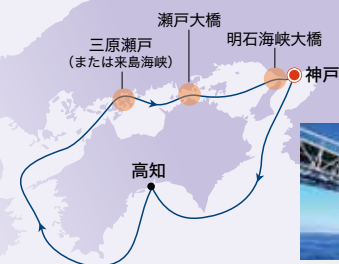 瀬戸大橋
三原瀬戸
(または来島海峡)
明石海峡大橋
神戸
高知